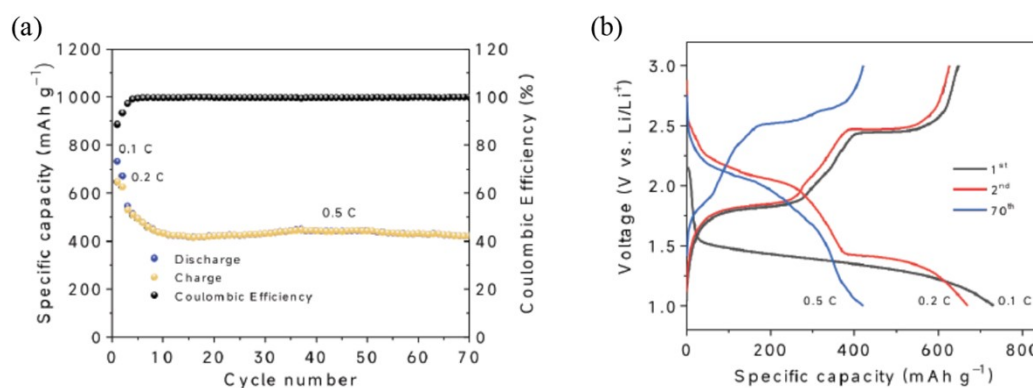 (a)
1200
1000
800
600
400
200
0
Specific capacity (mAh g⁻¹)
0.1 C
0.2 C
0.5 C
Discharge
Charge
Coulombic Efficiency
0 10 20 30 40 50 60 70
Cycle number
120
100
80
60
40
20
0
Coulombic Efficiency (%)
(b)
3.0
2.5
2.0
1.5
1.0
Voltage (V vs. Li/Li⁺)
1ˢᵗ
2ⁿᵈ
70ᵗʰ
0.5 C 0.2 C 0.1 C
0 200 400 600 800
Specific capacity (mAh g⁻¹)